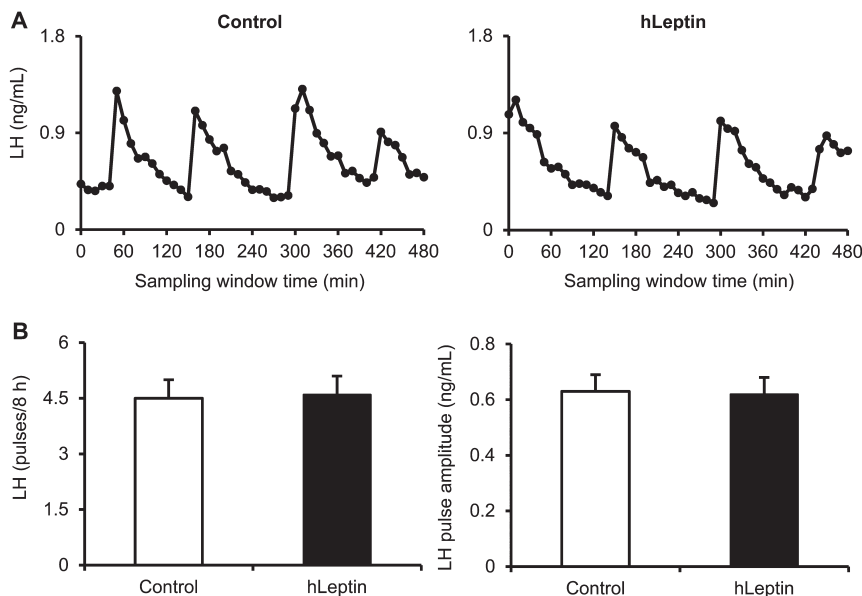 A
Control
hLeptin
LH (ng/mL)
1.8
0.9
0
0 60 120 180 240 300 360 420 480
Sampling window time (min)
LH (ng/mL)
1.8
0.9
0
0 60 120 180 240 300 360 420 480
Sampling window time (min)
B
LH (pulses/8 h)
6
4.5
3
1.5
0
Control hLeptin
LH pulse amplitude (ng/mL)
0.8
0.6
0.4
0.2
0
Control hLeptin